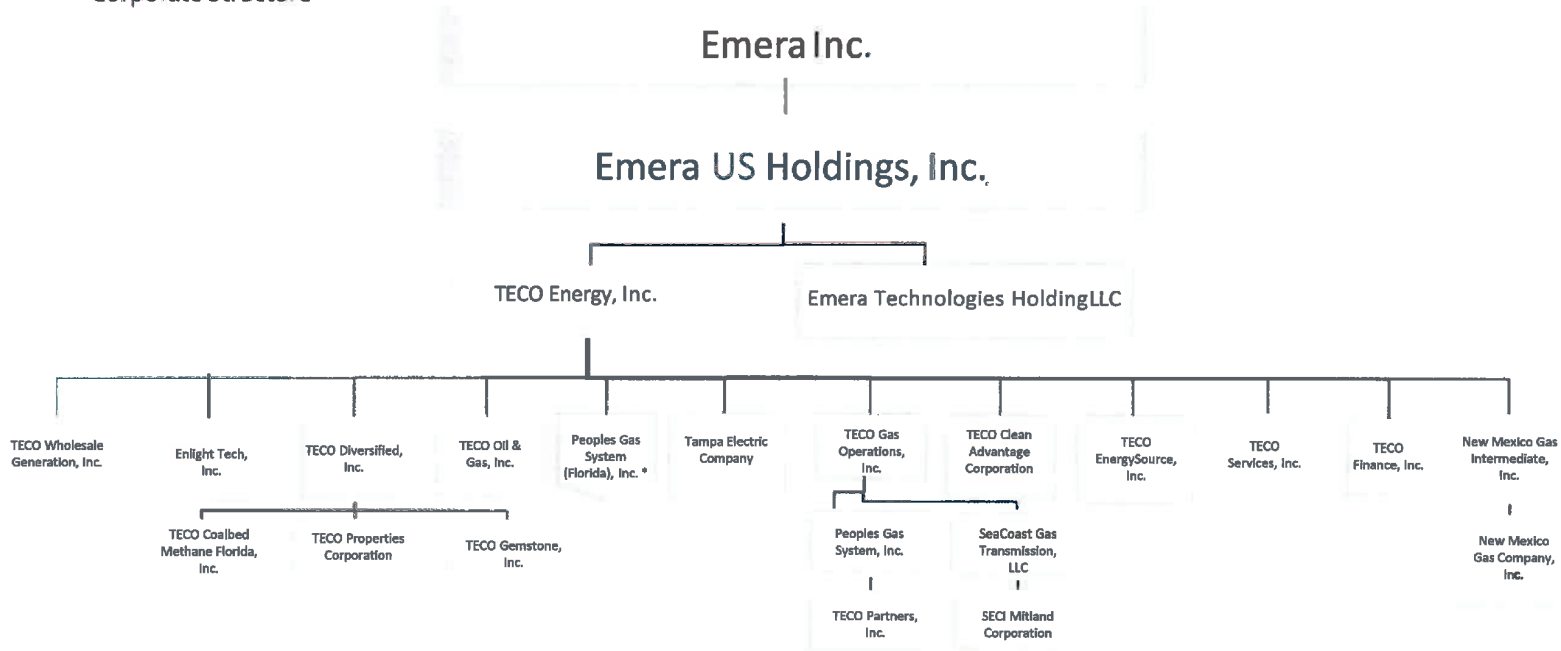 Corporate Structure
Emera Inc.
Emera US Holdings, Inc.
TECO Energy, Inc.
Emera Technologies HoldingLLC
TECO Wholesale
Generation, Inc.
Enlight Tech,
Inc.
TECO Diversified,
Inc.
TECO Oil &
Gas, Inc.
Peoples Gas
System
(Florida), Inc. *
Tampa Electric
Company
TECO Gas
Operations,
Inc.
TECO Clean
Advantage
Corporation
TECO
EnergySource,
Inc.
TECO
Services, Inc.
TECO
Finance, Inc.
New Mexico Gas
Intermediate,
Inc.
TECO Coalbed
Methane Florida,
Inc.
TECO Properties
Corporation
TECO Gemstone,
Inc.
Peoples Gas
System, Inc.
SeaCoast Gas
Transmission,
LLC
New Mexico
Gas Company,
Inc.
TECO Partners,
Inc.
SECI Mitland
Corporation